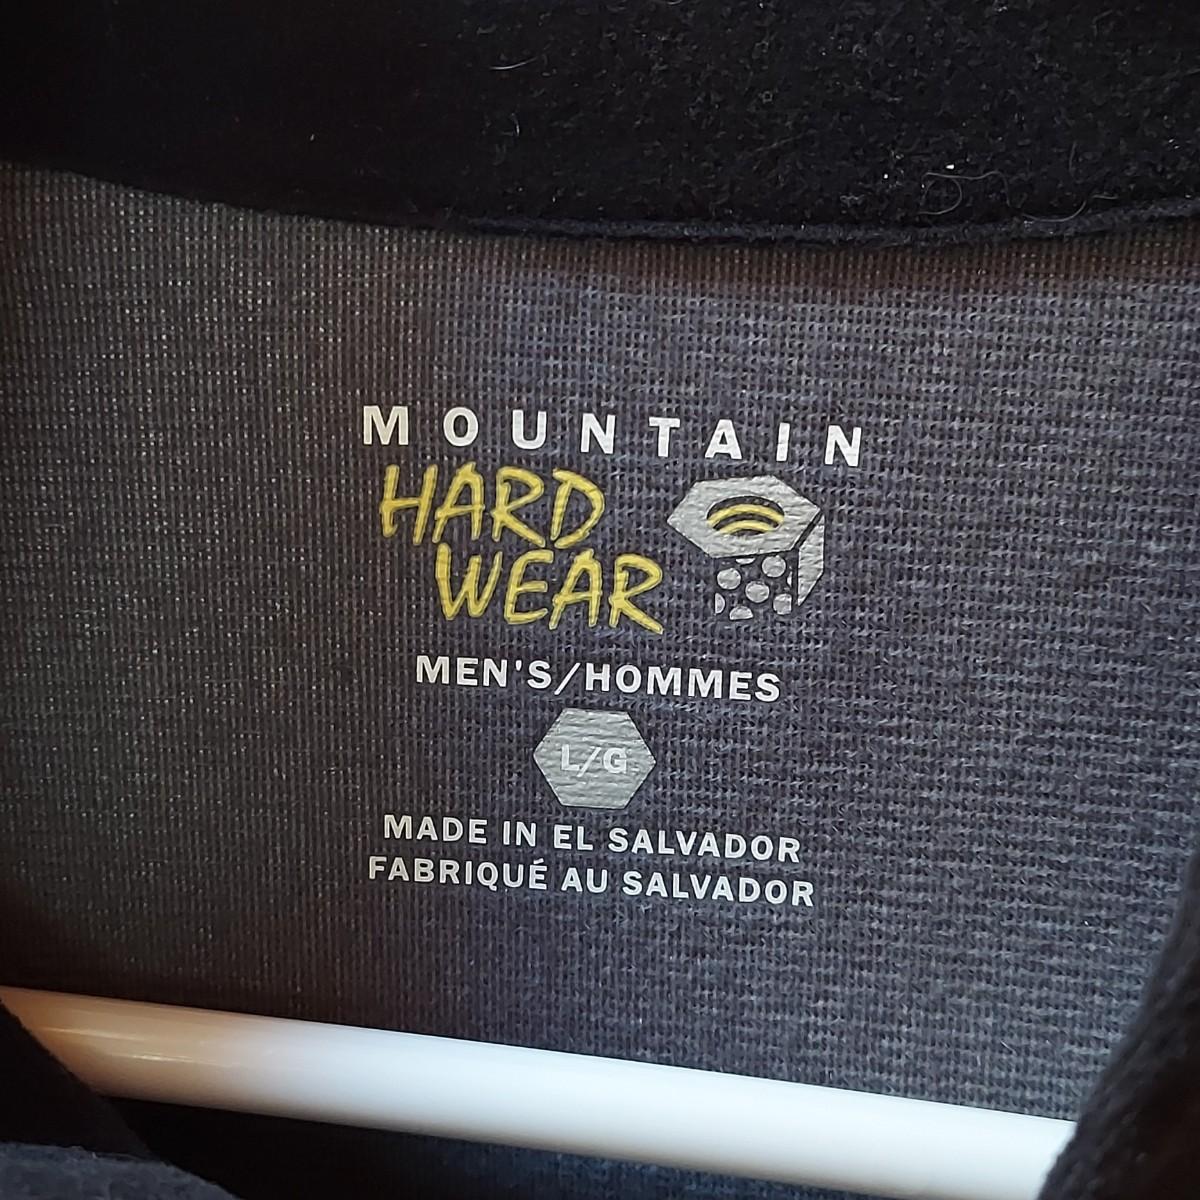 MOUNTAIN
HARD
WEAR
MEN'S/HOMMES
L/G
MADE IN EL SALVADOR
FABRIQUÉ AU SALVADOR